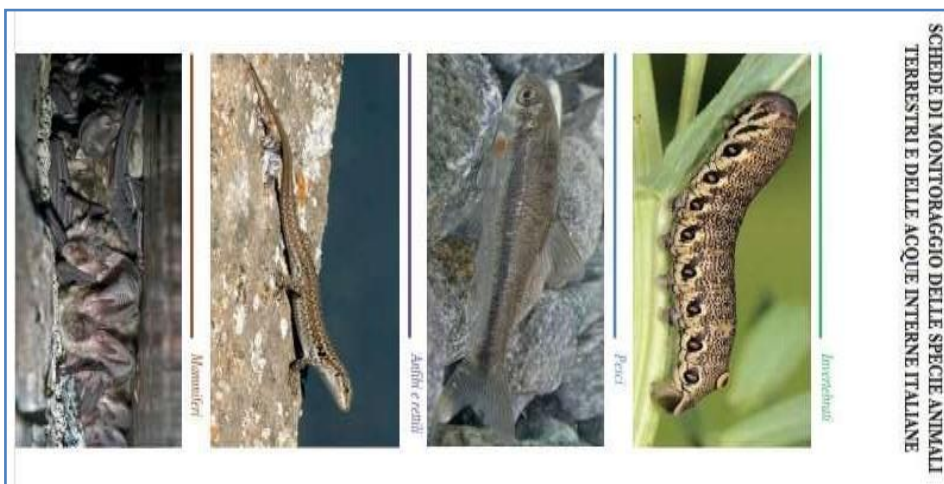 SCHEDE DI MONITORAGGIO DELLE SPECIE ANIMALI
TERRESTRI E DELLE ACQUE INTERNE ITALIANE
Invertebrati
Pesci
Anfibi e rettili
Mammiferi